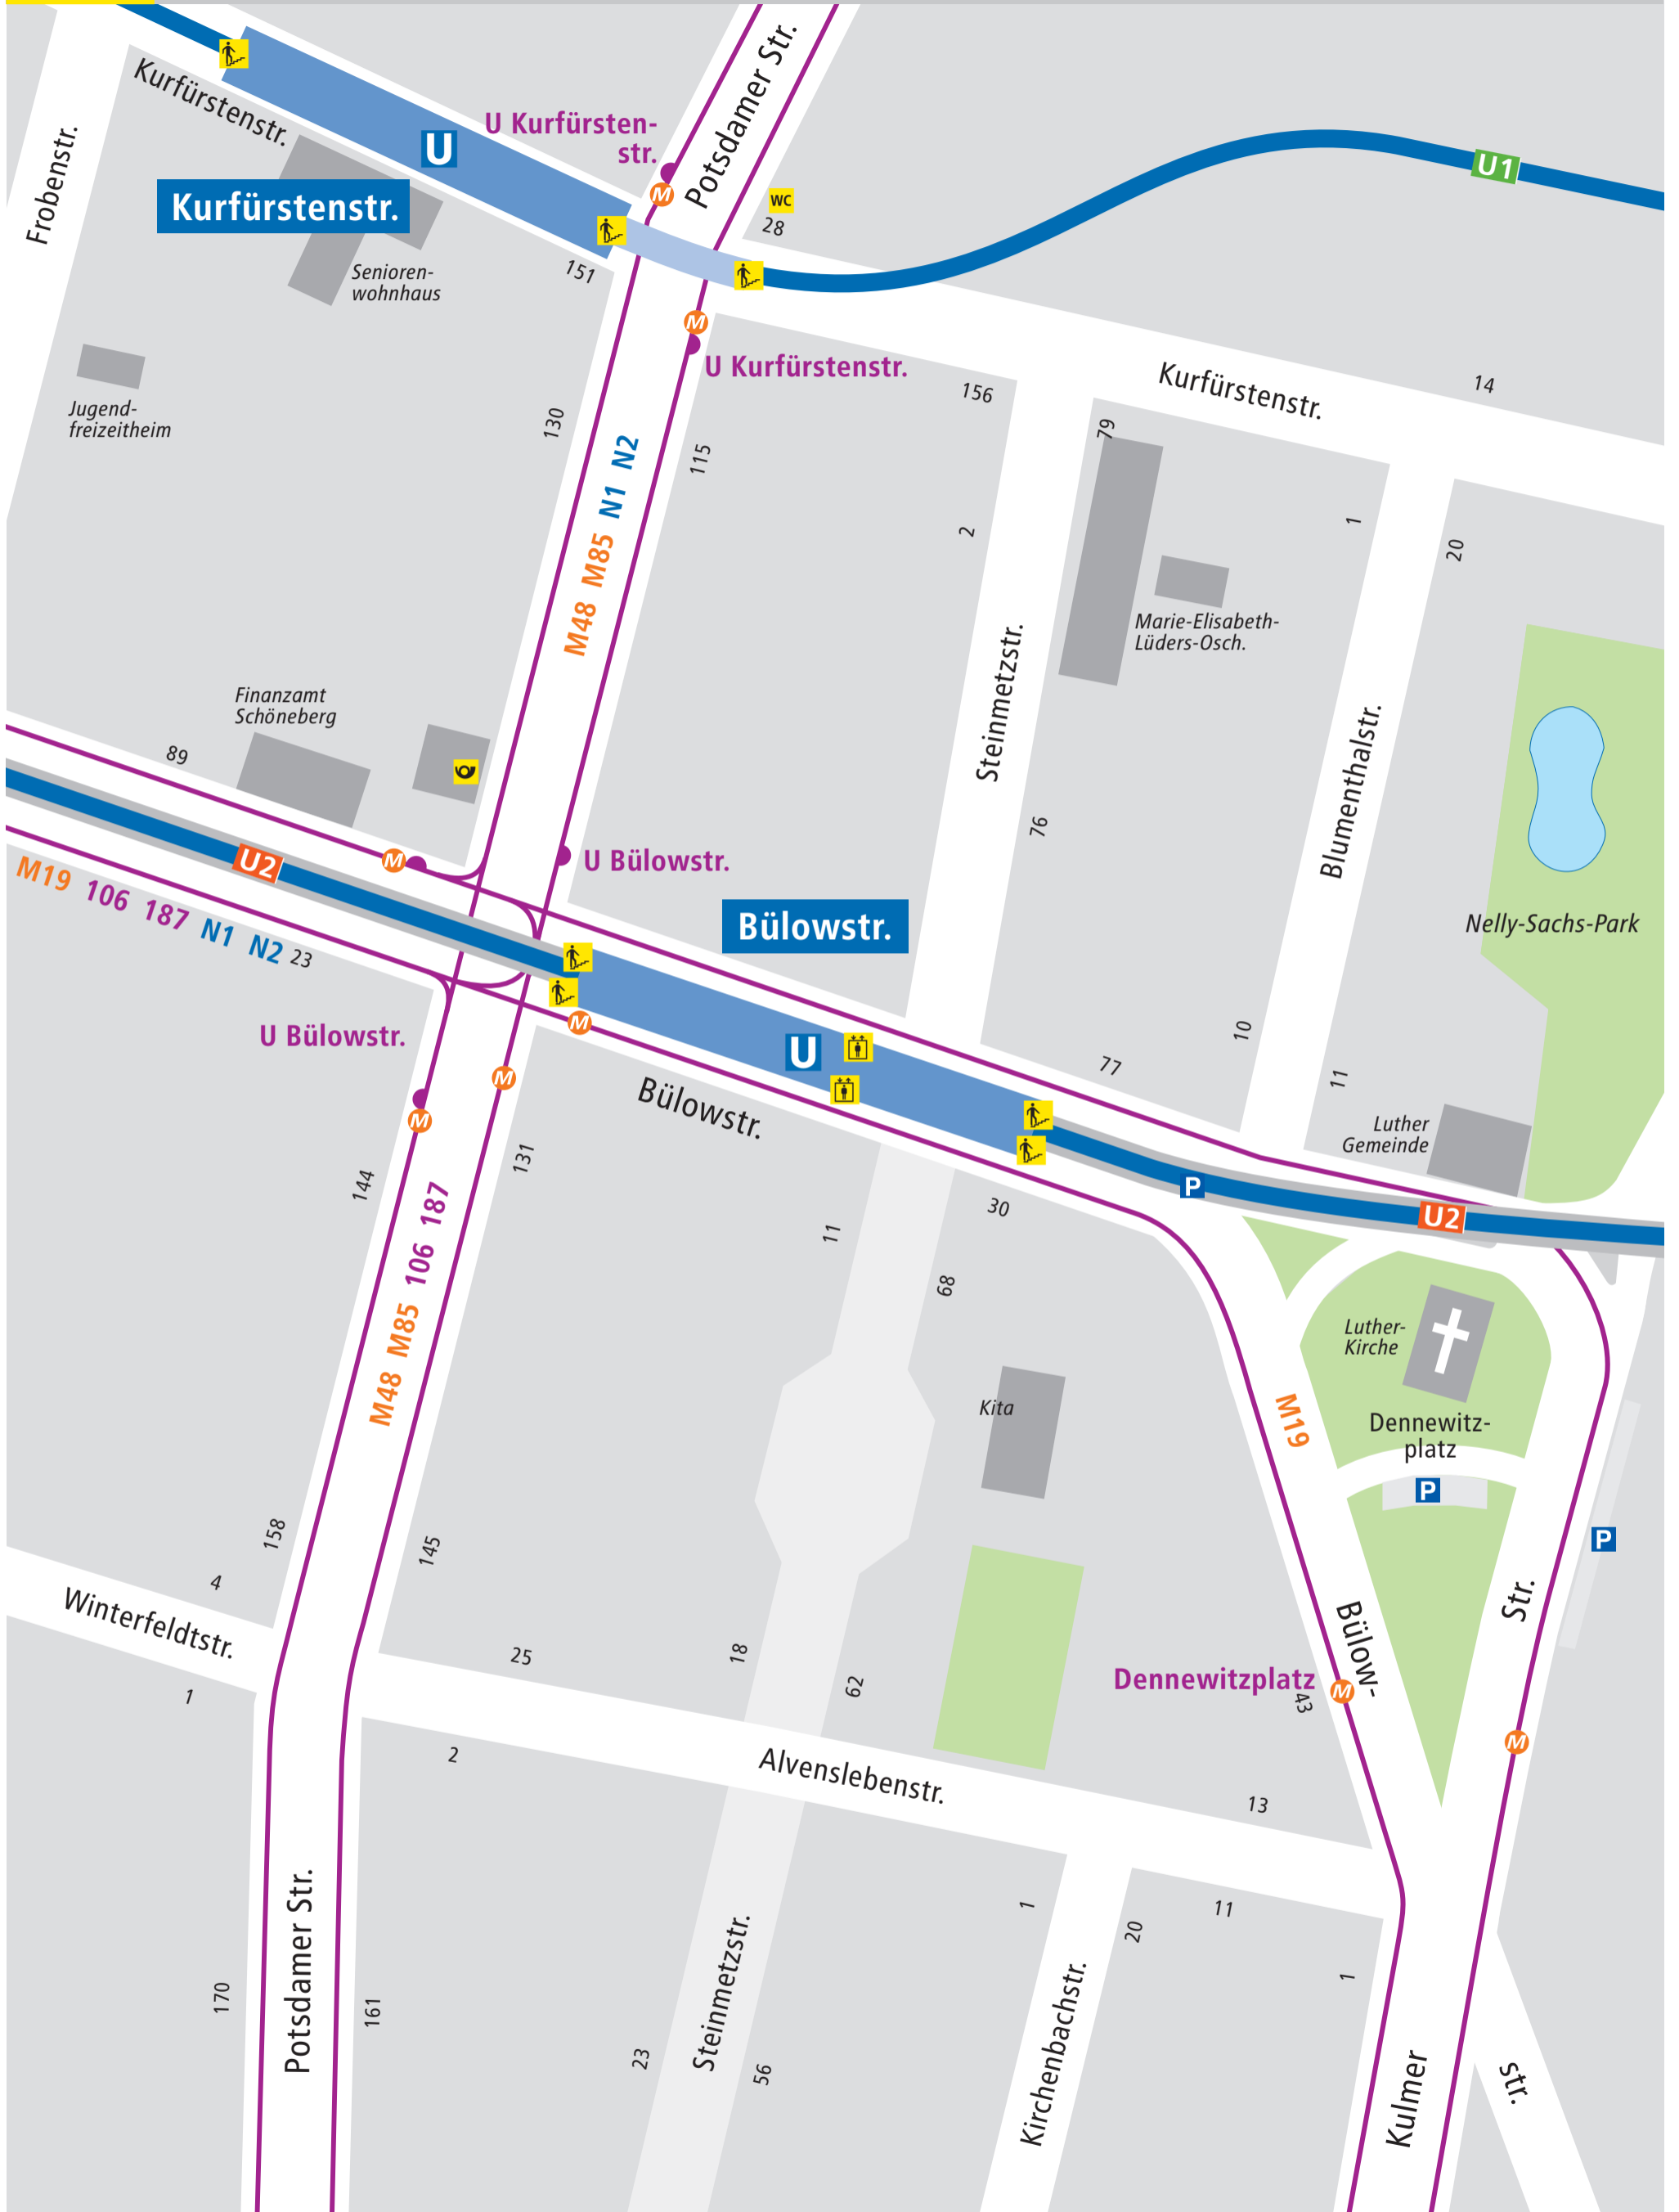 Kurfürstenstr.
U
Kurfürstenstr.
Frobenstr.
U Kurfürsten-
str.
M
Potsdamer Str.
WC
28
U1
151
Senioren-
wohnhaus
Jugend-
freizeitheim
M
U Kurfürstenstr.
130
115
M48 M85 N1 N2
156
Kurfürstenstr.
14
79
2
1
20
Marie-Elisabeth-
Lüders-Osch.
Steinmetzstr.
76
Blumenthalstr.
Nelly-Sachs-Park
Finanzamt
Schöneberg
89
U2
M
U Bülowstr.
M19 106 187 N1 N2 23
Bülowstr.
U Bülowstr.
M
M
M
U
Bülowstr.
77
10
11
Luther
Gemeinde
P
U2
144
131
M48 M85 106 187
11
30
68
Luther-
Kirche
Kita
M19
Dennewitz-
platz
P
P
158
145
4
Winterfeldtstr.
1
25
18
62
Bülow-
Str.
Dennewitzplatz
M
43
M
2
Alvenslebenstr.
13
1
20
11
1
Potsdamer Str.
170
161
Steinmetzstr.
23
56
Kirchenbachstr.
Kulmer
str.